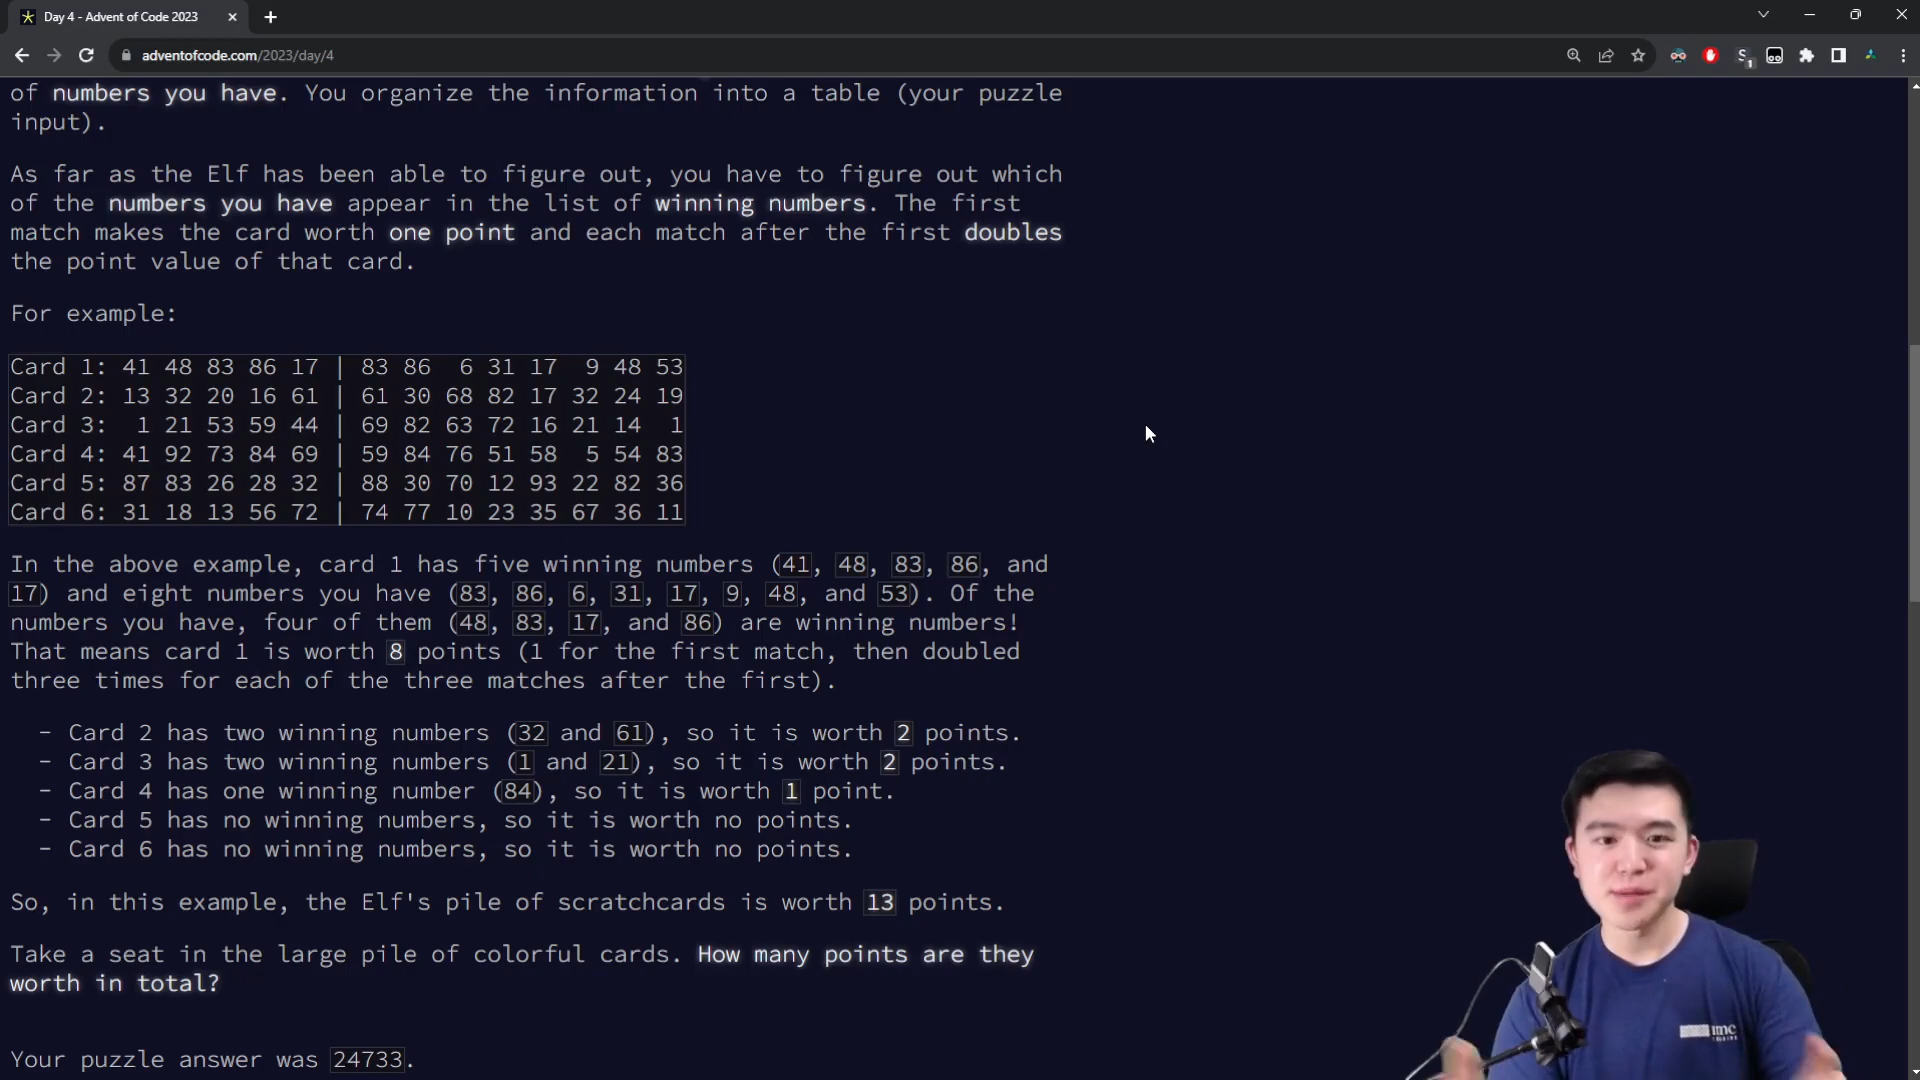 Day 4 - Advent of Code 2023
adventofcode.com/2023/day/4
of numbers you have. You organize the information into a table (your puzzle
input).
As far as the Elf has been able to figure out, you have to figure out which
of the numbers you have appear in the list of winning numbers. The first
match makes the card worth one point and each match after the first doubles
the point value of that card.
For example:
Card 1: 41 48 83 86 17 | 83 86  6 31 17  9 48 53
Card 2: 13 32 20 16 61 | 61 30 68 82 17 32 24 19
Card 3:  1 21 53 59 44 | 69 82 63 72 16 21 14  1
Card 4: 41 92 73 84 69 | 59 84 76 51 58  5 54 83
Card 5: 87 83 26 28 32 | 88 30 70 12 93 22 82 36
Card 6: 31 18 13 56 72 | 74 77 10 23 35 67 36 11
In the above example, card 1 has five winning numbers (41, 48, 83, 86, and
17) and eight numbers you have (83, 86, 6, 31, 17, 9, 48, and 53). Of the
numbers you have, four of them (48, 83, 17, and 86) are winning numbers!
That means card 1 is worth 8 points (1 for the first match, then doubled
three times for each of the three matches after the first).
- Card 2 has two winning numbers (32 and 61), so it is worth 2 points.
- Card 3 has two winning numbers (1 and 21), so it is worth 2 points.
- Card 4 has one winning number (84), so it is worth 1 point.
- Card 5 has no winning numbers, so it is worth no points.
- Card 6 has no winning numbers, so it is worth no points.
So, in this example, the Elf's pile of scratchcards is worth 13 points.
Take a seat in the large pile of colorful cards. How many points are they
worth in total?
Your puzzle answer was 24733.
imc